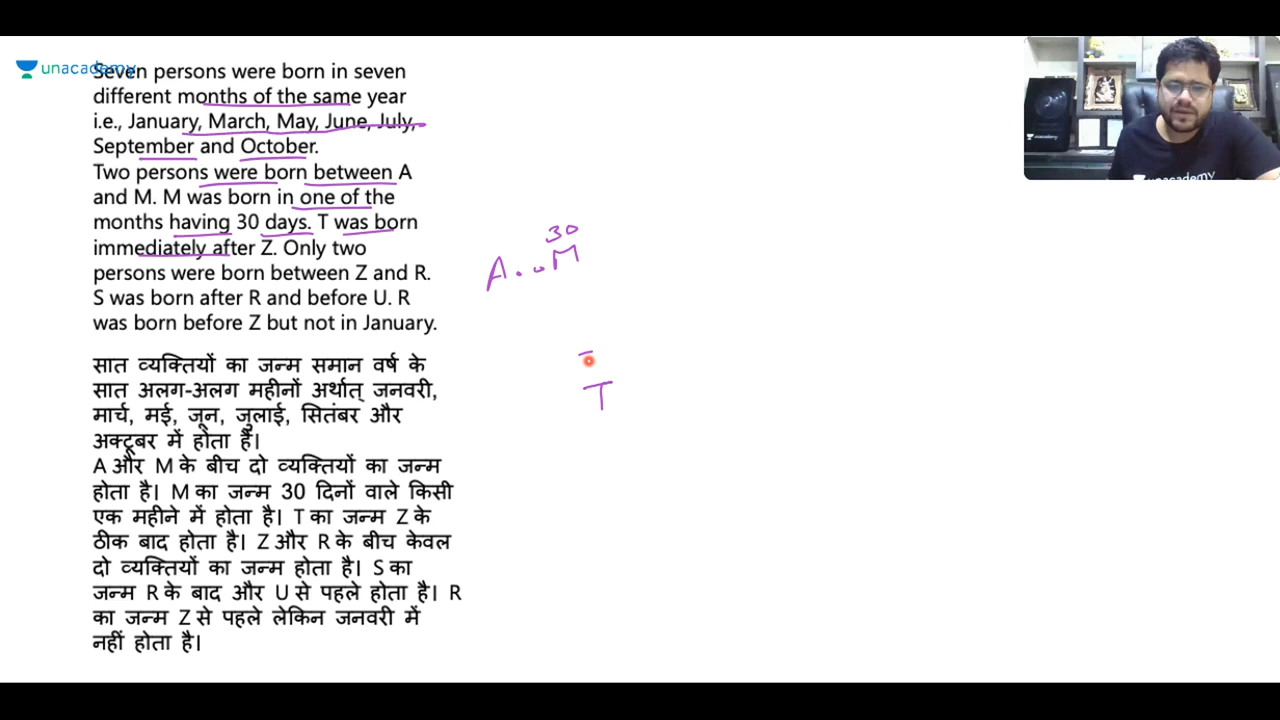 unacademy
Seven persons were born in seven
different months of the same year
i.e., January, March, May, June, July,
September and October.
Two persons were born between A
and M. M was born in one of the
months having 30 days. T was born
immediately after Z. Only two
persons were born between Z and R.
S was born after R and before U. R
was born before Z but not in January.
सात व्यक्तियों का जन्म समान वर्ष के
सात अलग-अलग महीनों अर्थात् जनवरी,
मार्च, मई, जून, जुलाई, सितंबर और
अक्टूबर में होता है।
A और M के बीच दो व्यक्तियों का जन्म
होता है। M का जन्म 30 दिनों वाले किसी
एक महीने में होता है। T का जन्म Z के
ठीक बाद होता है। Z और R के बीच केवल
दो व्यक्तियों का जन्म होता है। S का
जन्म R के बाद और U से पहले होता है। R
का जन्म Z से पहले लेकिन जनवरी में
नहीं होता है।
30
A . . M
T
unacademy
unacademy